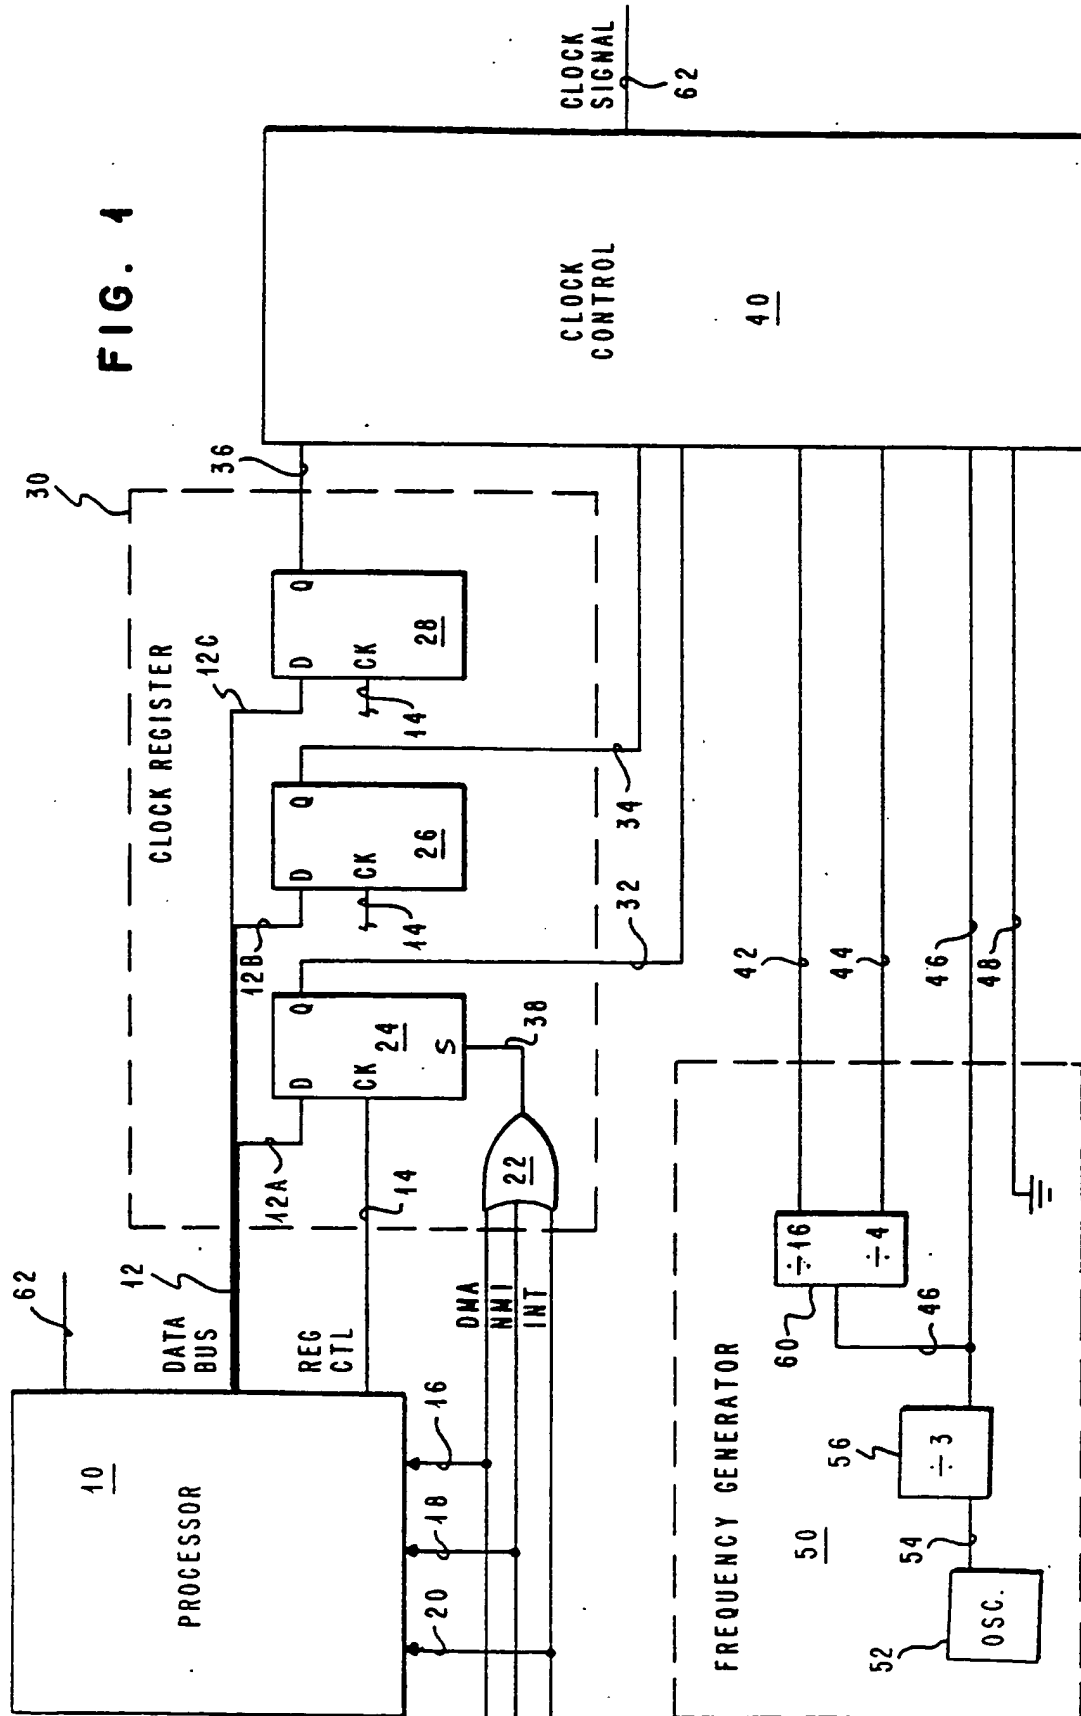 FIG. 1
62
PROCESSOR
10
DATA
BUS
12
REG
CTL
14
16
18
20
DMA
NMI
INT
CLOCK REGISTER
30
12A
12B
12C
D
Q
CK
24
S
D
Q
CK
26
14
D
Q
CK
28
14
22
38
32
34
36
CLOCK
CONTROL
40
CLOCK
SIGNAL
62
FREQUENCY GENERATOR
50
OSC.
52
54
÷3
56
46
60
÷16
÷4
42
44
46
48